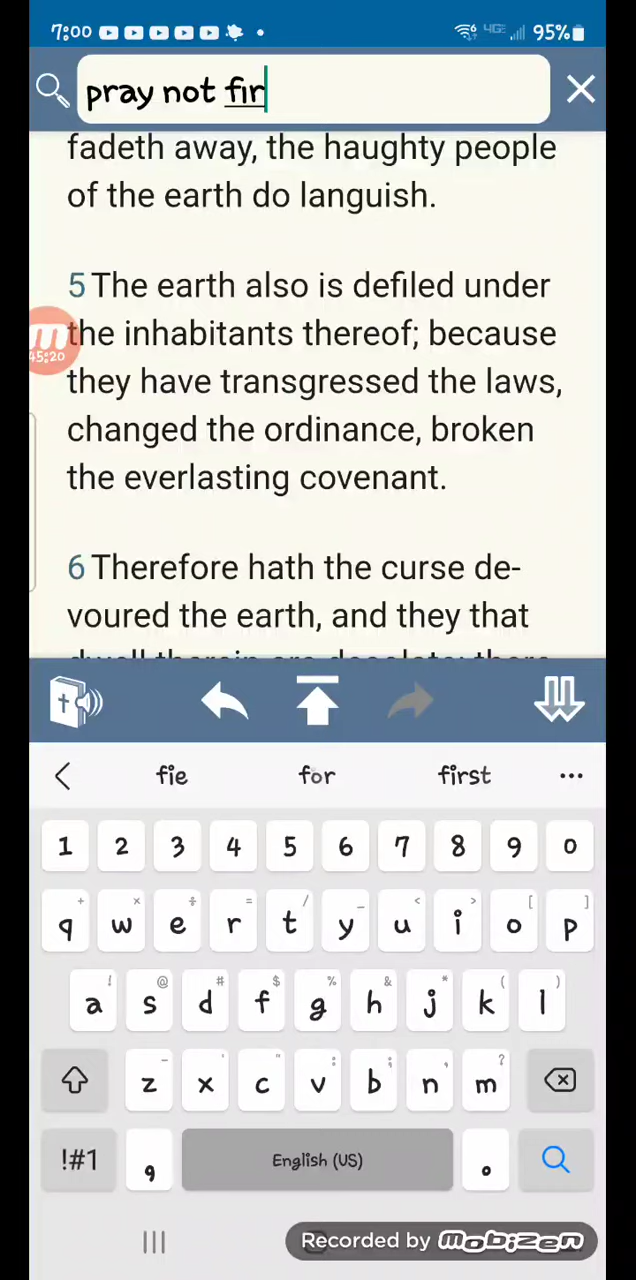 7:00 4GE 95%
pray not fir
fadeth away, the haughty people
of the earth do languish.
5 The earth also is defiled under
the inhabitants thereof; because
45:20
they have transgressed the laws,
changed the ordinance, broken
the everlasting covenant.
6 Therefore hath the curse de-
voured the earth, and they that
fie for first ...
1 2 3 4 5 6 7 8 9 0
+ × ÷ = / _ < > [ ]
q w e r t y u i o p
! @ # $ % & * ( )
a s d f g h j k l
- ' " : ; , ?
z x c v b n m
!#1 , English (US) .
Recorded by mobizen